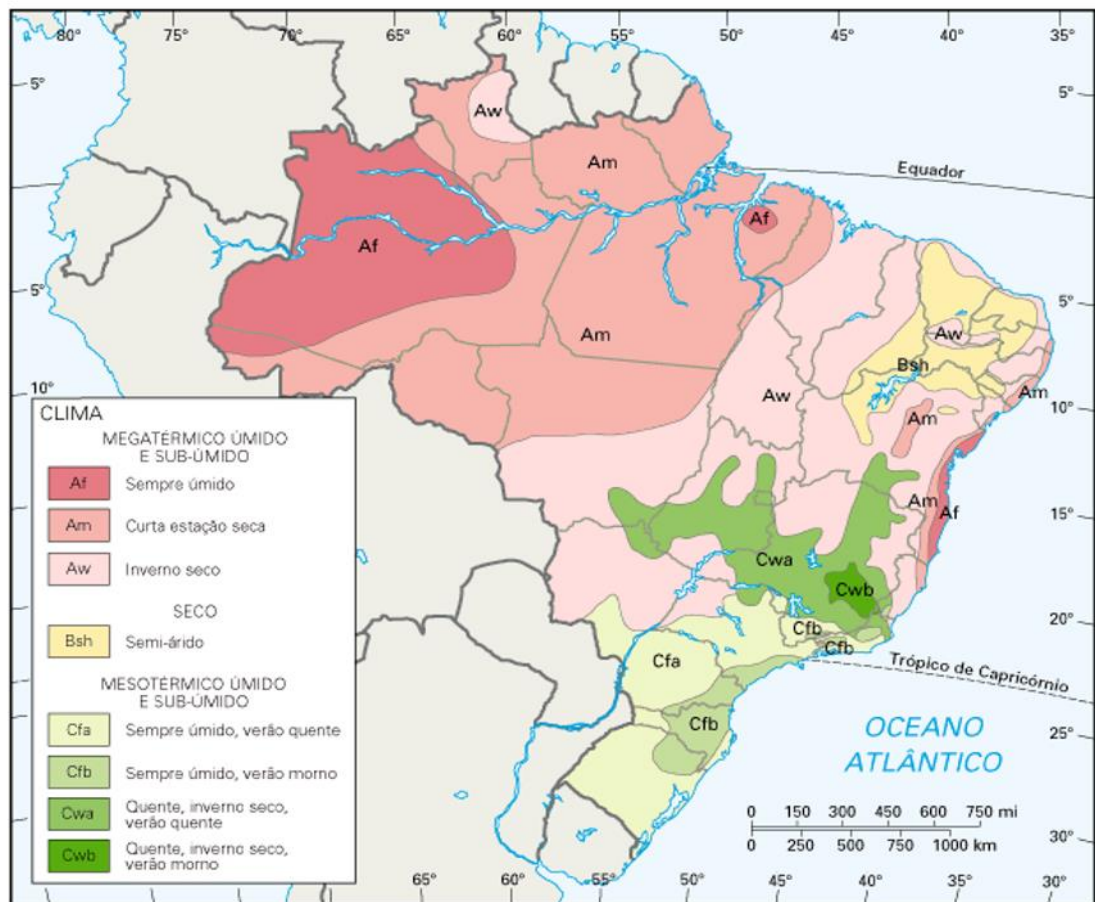 80° 75° 70° 65° 60° 55° 50° 45° 40° 35°
5° 5°
Aw
Am
Equador
Af
Af
5° 5°
Am
Aw
Bsh
10° Aw Am 10°
Am
CLIMA
MEGATÉRMICO ÚMIDO
E SUB-ÚMIDO
Af Sempre úmido
Am Curta estação seca
Aw Inverno seco
SECO
Bsh Semi-árido
MESOTÉRMICO ÚMIDO
E SUB-ÚMIDO
Cfa Sempre úmido, verão quente
Cfb Sempre úmido, verão morno
Cwa Quente, inverno seco,
verão quente
Cwb Quente, inverno seco,
verão morno
Am
Af 15°
Cwa
Cwb
Cfb 20°
Cfb
Cfa
Trópico de Capricórnio
Cfb
25°
OCEANO
ATLÂNTICO
0 150 300 450 600 750 mi
0 250 500 750 1000 km
30°
65° 60° 55° 50° 45° 40° 35° 30°